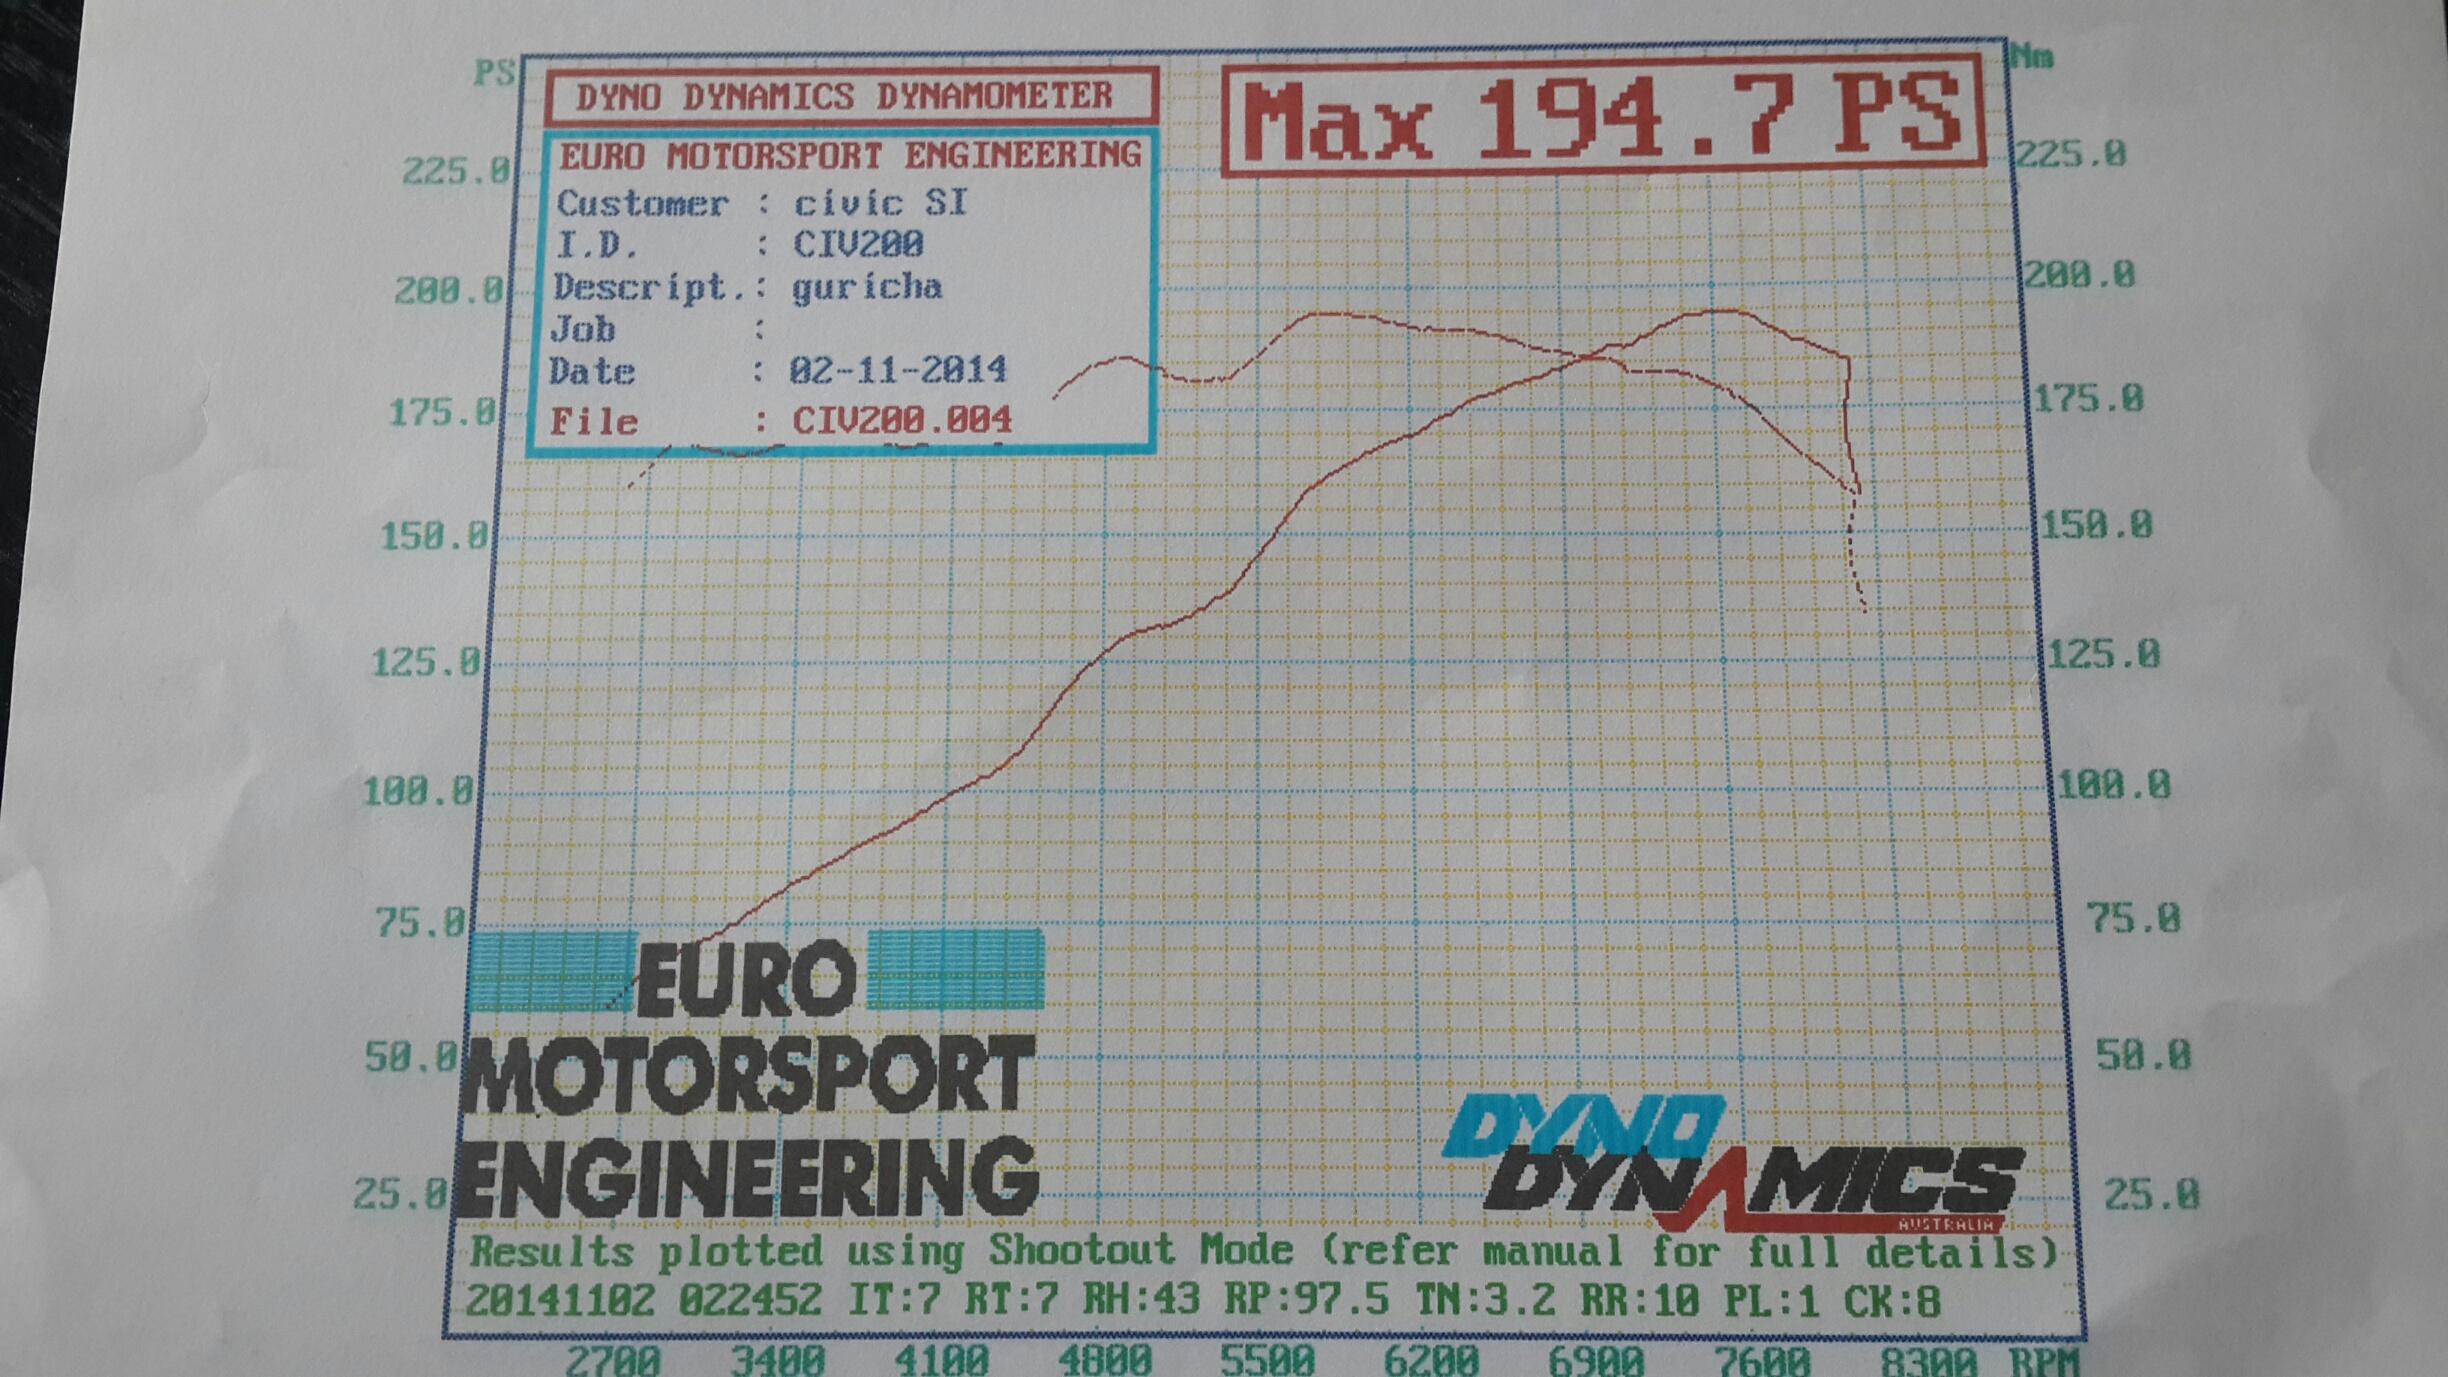 PS
Nm
DYNO DYNAMICS DYNAMOMETER
Max 194.7 PS
EURO MOTORSPORT ENGINEERING
Customer : civic SI
I.D. : CIV200
Descript.: guricha
Job :
Date : 02-11-2014
File : CIV200.004
225.0 225.0
200.0 200.0
175.0 175.0
150.0 150.0
125.0 125.0
100.0 100.0
75.0 75.0
50.0 50.0
25.0 25.0
EURO
MOTORSPORT
ENGINEERING
DYNO
DYNAMICS
AUSTRALIA
Results plotted using Shootout Mode (refer manual for full details)
20141102 022452 IT:7 RT:7 RH:43 RP:97.5 TN:3.2 RR:10 PL:1 CK:8
2700 3400 4100 4800 5500 6200 6900 7600 8300 RPM